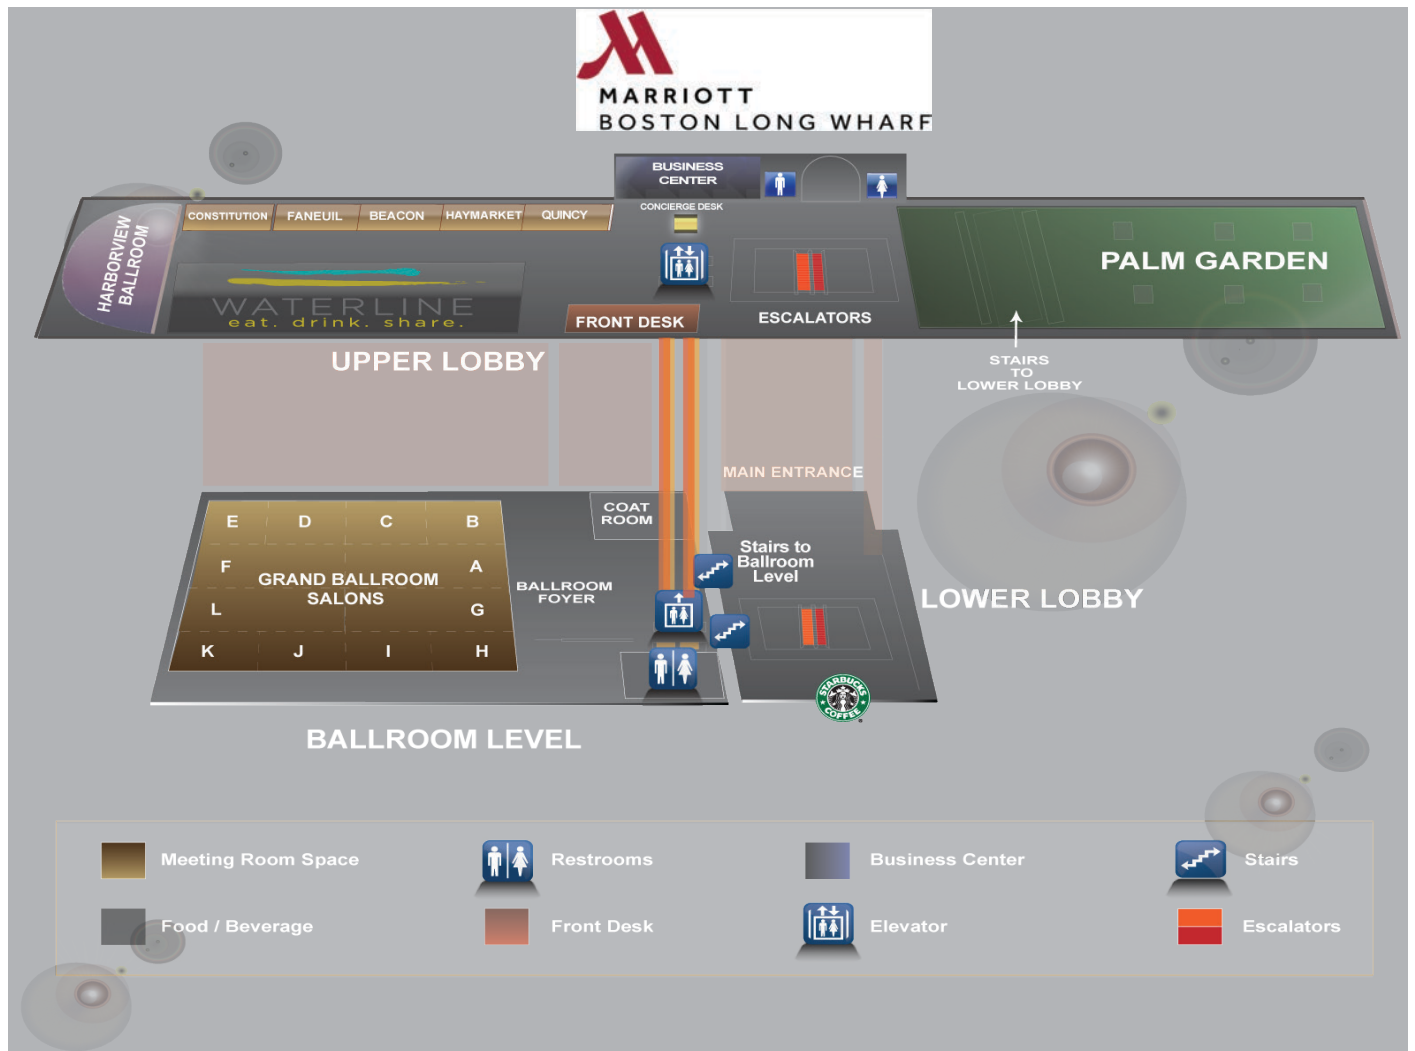 MARRIOTT
BOSTON LONG WHARF
BUSINESS
CENTER
CONCIERGE DESK
HARBORVIEW
BALLROOM
CONSTITUTION
FANEUIL
BEACON
HAYMARKET
QUINCY
WATERLINE
eat. drink. share.
FRONT DESK
ESCALATORS
PALM GARDEN
UPPER LOBBY
STAIRS
TO
LOWER LOBBY
MAIN ENTRANCE
COAT
ROOM
E D C B
F A
GRAND BALLROOM
SALONS
L G
K J I H
BALLROOM
FOYER
Stairs to
Ballroom
Level
LOWER LOBBY
STARBUCKS
COFFEE
BALLROOM LEVEL
Meeting Room Space
Restrooms
Business Center
Stairs
Food / Beverage
Front Desk
Elevator
Escalators